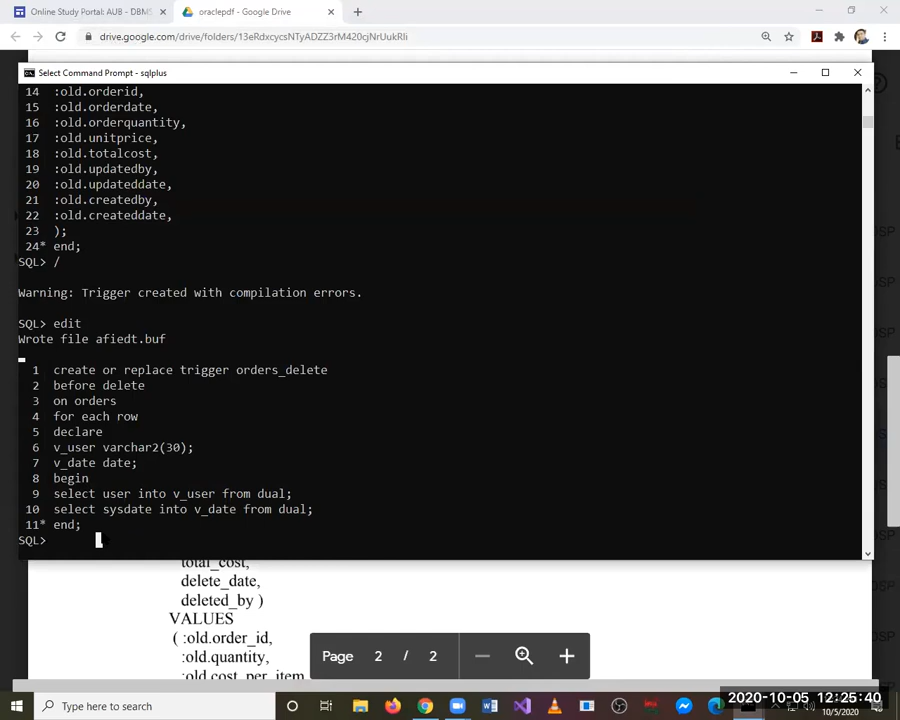 Online Study Portal: AUB - DBMS
oraclepdf - Google Drive
drive.google.com/drive/folders/13eRdxcycsNTyADZZ3rM420cjNrUukRli
Select Command Prompt - sqlplus
14 :old.orderid,
15 :old.orderdate,
16 :old.orderquantity,
17 :old.unitprice,
18 :old.totalcost,
19 :old.updatedby,
20 :old.updateddate,
21 :old.createdby,
22 :old.createddate,
23 );
24* end;
SQL> /
Warning: Trigger created with compilation errors.
SQL> edit
Wrote file afiedt.buf
1 create or replace trigger orders_delete
2 before delete
3 on orders
4 for each row
5 declare
6 v_user varchar2(30);
7 v_date date;
8 begin
9 select user into v_user from dual;
10 select sysdate into v_date from dual;
11* end;
SQL>
total_cost,
delete_date,
deleted_by )
VALUES
( :old.order_id,
:old.quantity,
:old.cost_per_item
Page 2 / 2
Type here to search
2020-10-05 12:25:40
10/5/2020